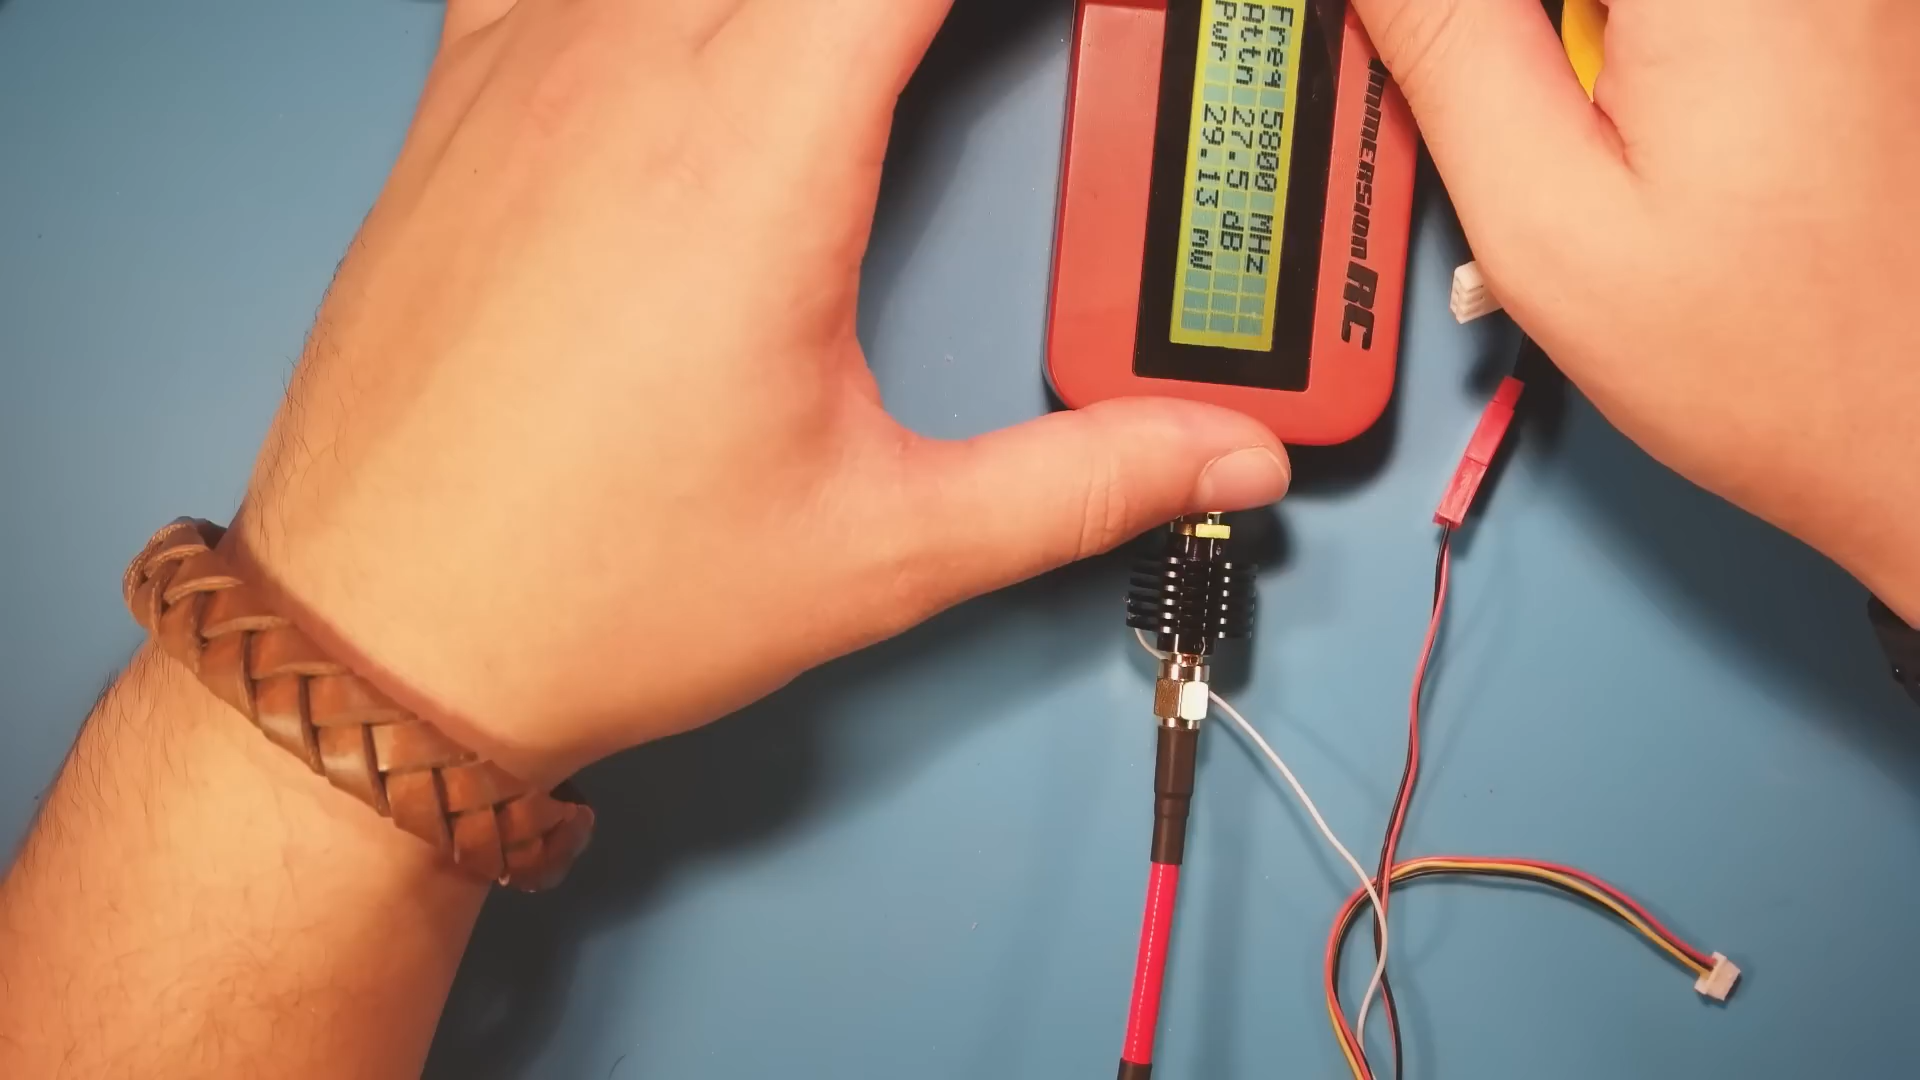 ImmersionRC
Freq 5800 MHz
Attn 27.5 dB
Pwr  29.13 mW